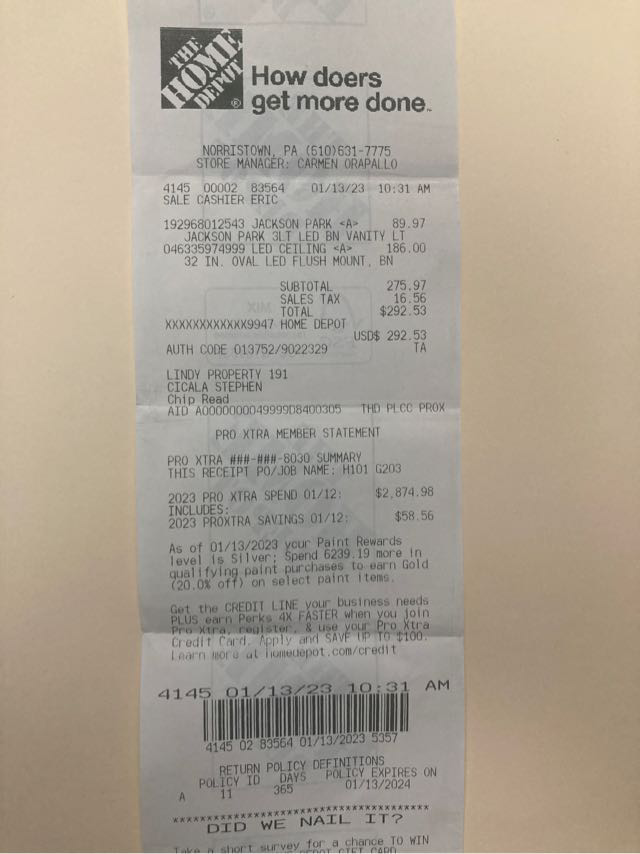 THE
HOME
DEPOT
®
How doers
get more done™
NORRISTOWN, PA (610)631-7775
STORE MANAGER: CARMEN ORAPALLO
4145 00002 83564 01/13/23 10:31 AM
SALE CASHIER ERIC
192968012543 JACKSON PARK <A> 89.97
JACKSON PARK 3LT LED BN VANITY LT
046335974999 LED CEILING <A> 186.00
32 IN. OVAL LED FLUSH MOUNT, BN
SUBTOTAL 275.97
SALES TAX 16.56
TOTAL $292.53
XXXXXXXXXXXX9947 HOME DEPOT
USD$ 292.53
AUTH CODE 013752/9022329 TA
LINDY PROPERTY 191
CICALA STEPHEN
Chip Read
AID A0000000049999D8400305 THD PLCC PROX
PRO XTRA MEMBER STATEMENT
PRO XTRA ###-###-8030 SUMMARY
THIS RECEIPT PO/JOB NAME: H101 G203
2023 PRO XTRA SPEND 01/12: $2,874.98
INCLUDES:
2023 PROXTRA SAVINGS 01/12: $58.56
As of 01/13/2023 your Paint Rewards
level is Silver; Spend 6239.19 more in
qualifying paint purchases to earn Gold
(20.0% off) on select paint items.
Get the CREDIT LINE your business needs
PLUS earn Perks 4X FASTER when you join
Pro Xtra, register, & use your Pro Xtra
Credit Card. Apply and SAVE UP TO $100.
Learn more at homedepot.com/credit
4145 01/13/23 10:31 AM
4145 02 83564 01/13/2023 5357
RETURN POLICY DEFINITIONS
POLICY ID DAYS POLICY EXPIRES ON
A 11 365 01/13/2024
****************************************
DID WE NAIL IT?
Take a short survey for a chance TO WIN
DEPOT GIFT CARD